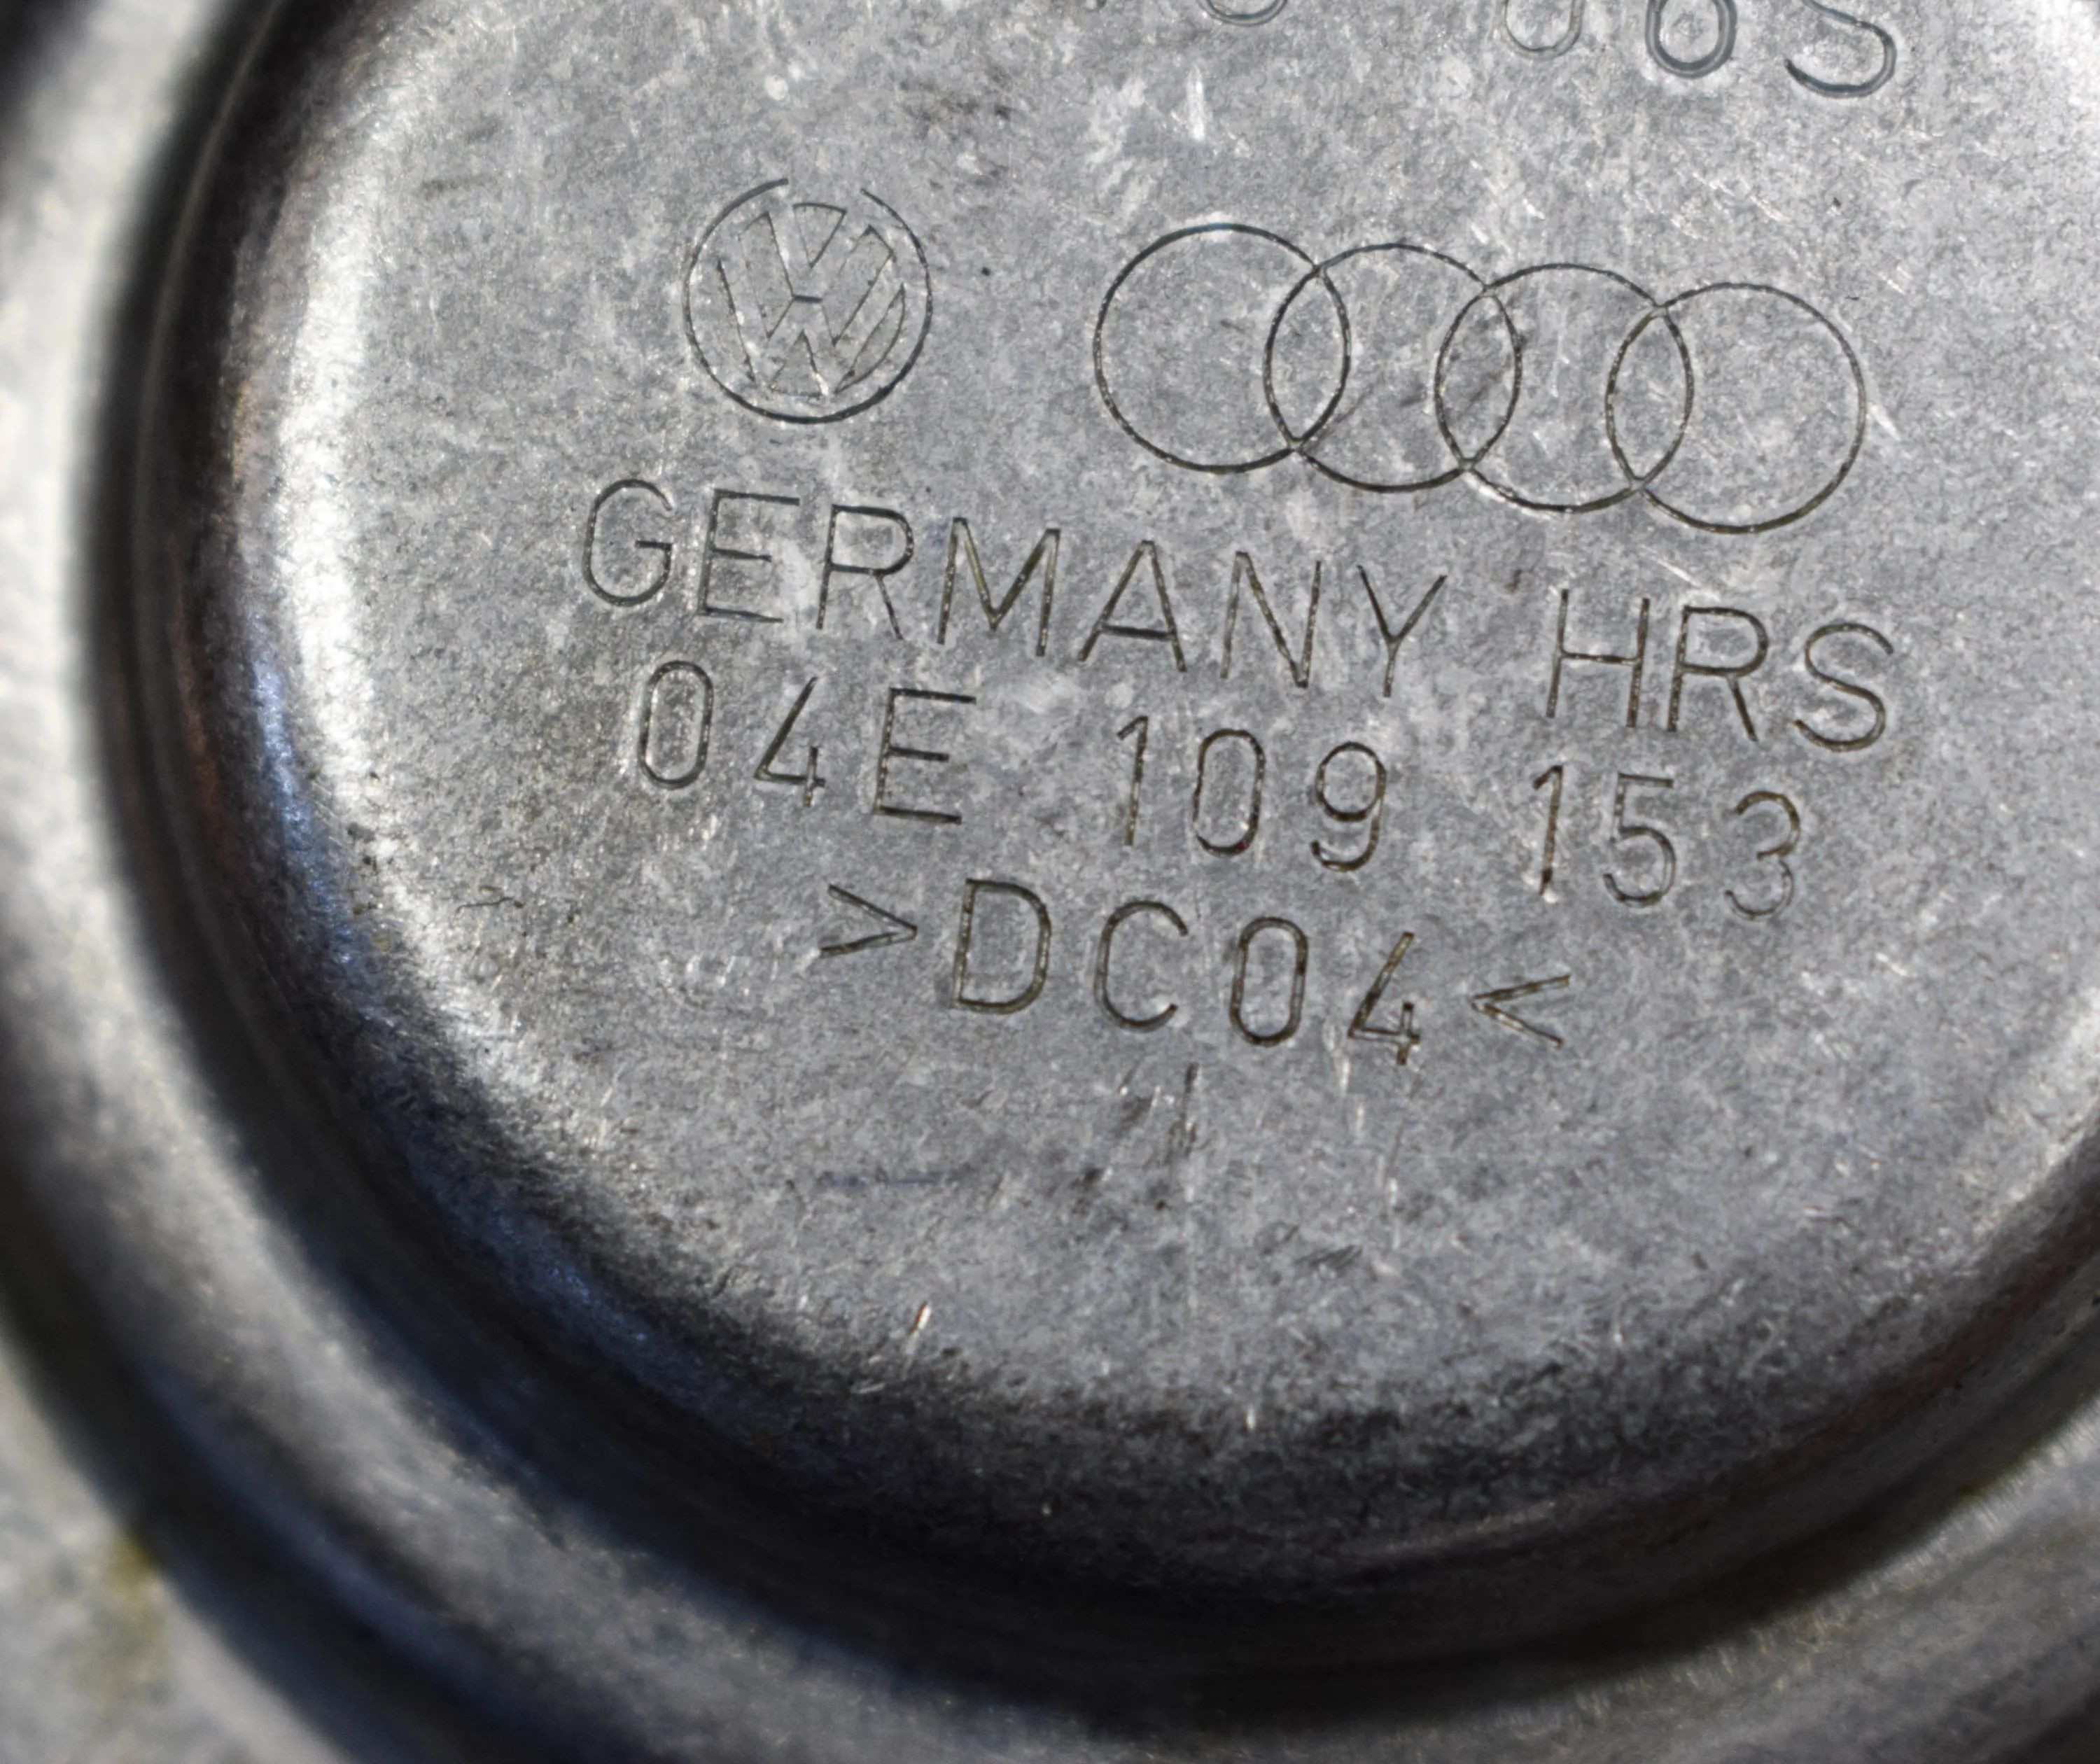 GERMANY HRS
04E 109 153
>DC04<